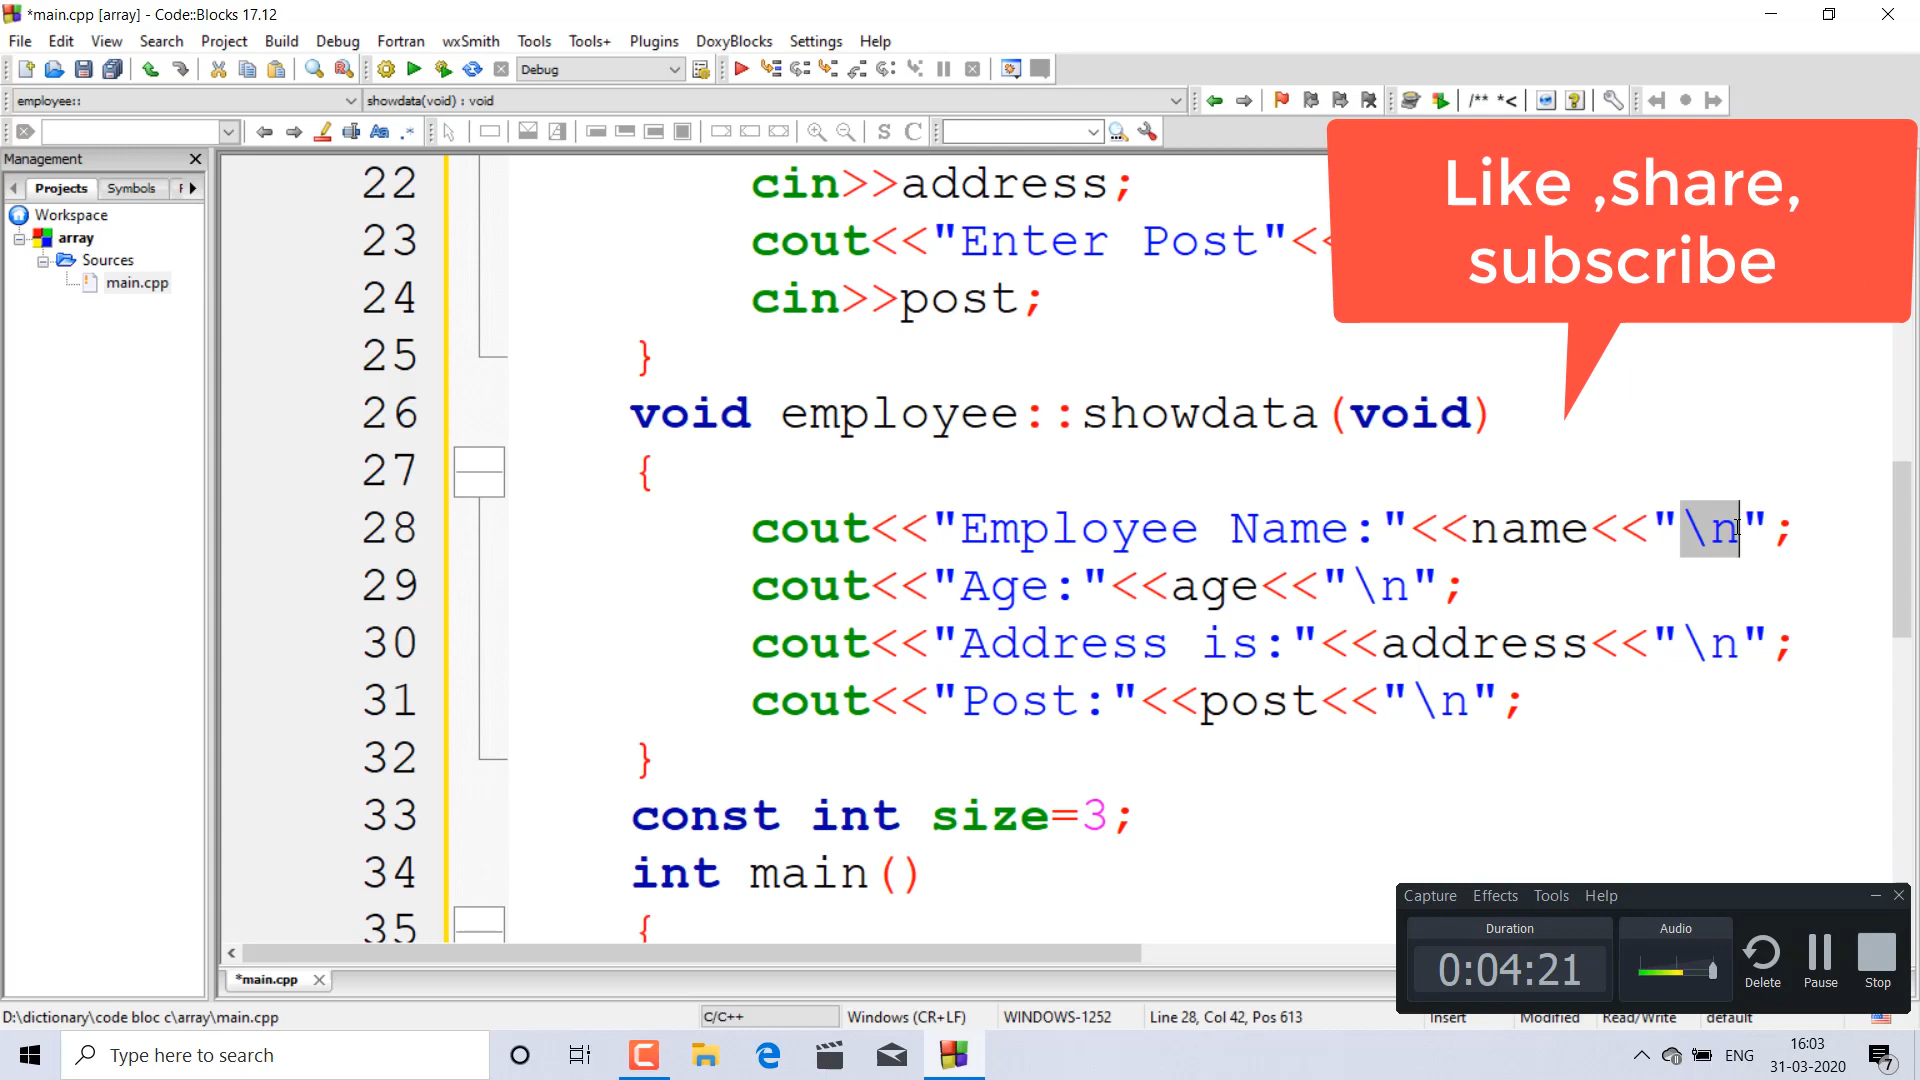 *main.cpp [array] - Code::Blocks 17.12
File Edit View Search Project Build Debug Fortran wxSmith Tools Tools+ Plugins DoxyBlocks Settings Help
Debug
employee:: showdata(void) : void
/** *<
S C
Management
Projects Symbols F
Workspace
array
Sources
main.cpp
Like ,share,
subscribe
22 cin>>address;
23 cout<<"Enter Post"<<
24 cin>>post;
25 }
26 void employee::showdata(void)
27 {
28 cout<<"Employee Name:"<<name<<"\n";
29 cout<<"Age:"<<age<<"\n";
30 cout<<"Address is:"<<address<<"\n";
31 cout<<"Post:"<<post<<"\n";
32 }
33 const int size=3;
34 int main()
35 {
*main.cpp
Capture Effects Tools Help
Duration Audio
0:04:21
Delete Pause Stop
D:\dictionary\code bloc c\array\main.cpp C/C++ Windows (CR+LF) WINDOWS-1252 Line 28, Col 42, Pos 613 Insert Modified Read/Write default
Type here to search
ENG
16:03
31-03-2020
7